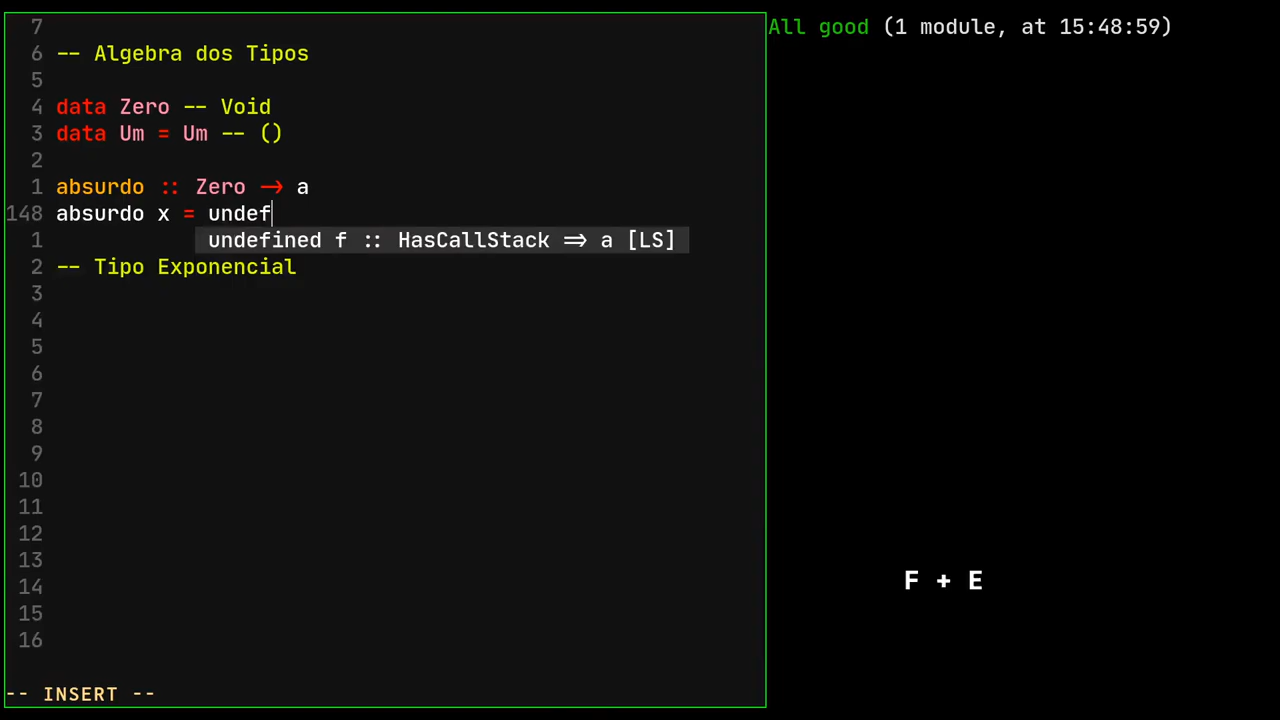 7
6 -- Algebra dos Tipos
5
4 data Zero -- Void
3 data Um = Um -- ()
2
1 absurdo :: Zero → a
148 absurdo x = undef
1 undefined f :: HasCallStack ⇒ a [LS]
2 -- Tipo Exponencial
3
4
5
6
7
8
9
10
11
12
13
14
15
16
-- INSERT --
All good (1 module, at 15:48:59)
F + E